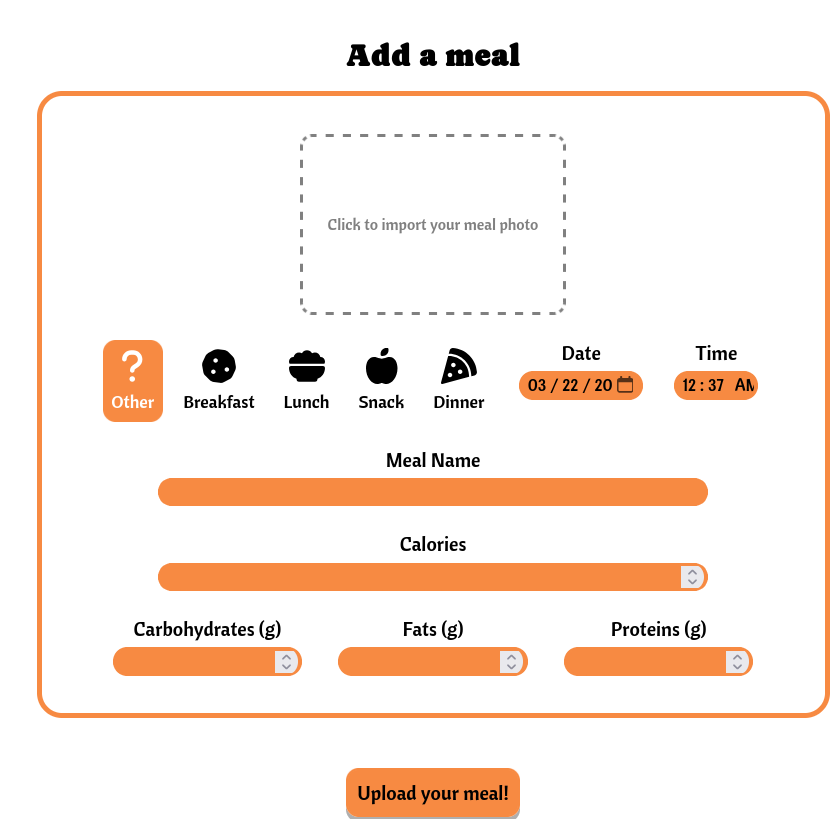 Add a meal
Click to import your meal photo
Other Breakfast Lunch Snack Dinner
Date
03 / 22 / 20
Time
12 : 37 AM
Meal Name
Calories
Carbohydrates (g) Fats (g) Proteins (g)
Upload your meal!